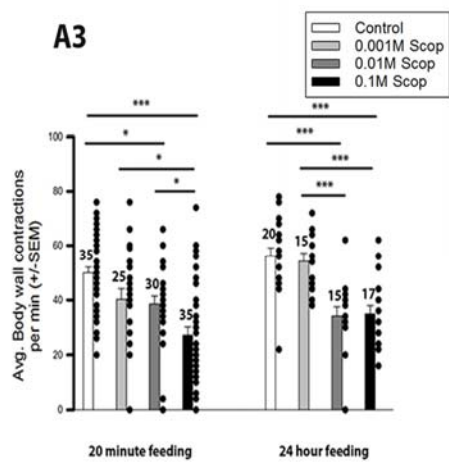 A3
Control
0.001M Scop
0.01M Scop
0.1M Scop
***
***
*
***
*
***
*
***
Avg. Body wall contractions
per min (+/-SEM)
100
80
60
40
20
0
35
25
30
35
20
15
15
17
20 minute feeding
24 hour feeding